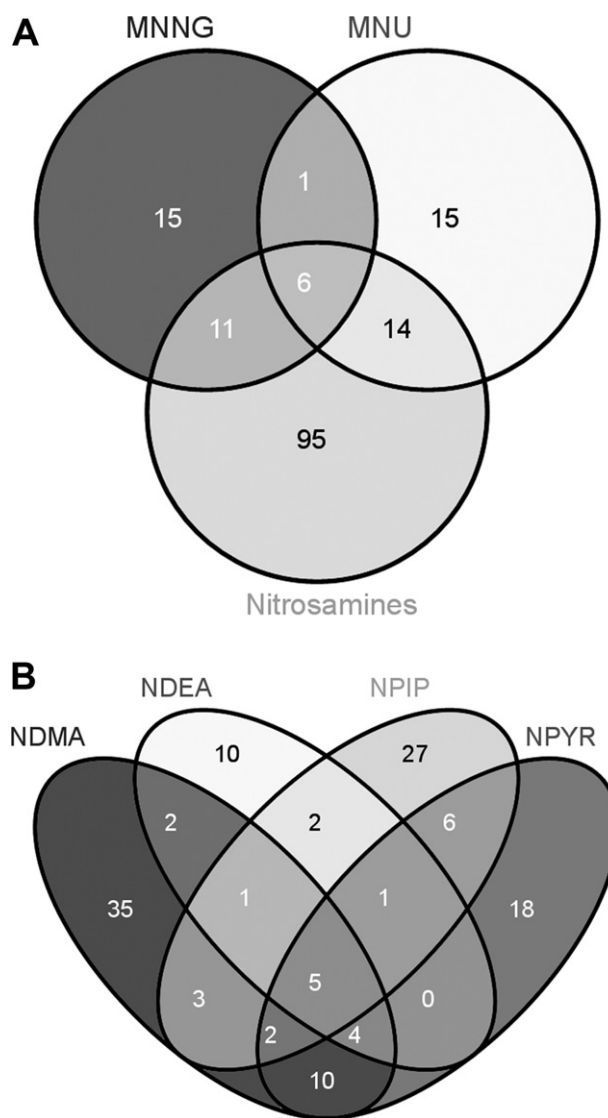 A
MNNG MNU
1
15 15
6
11 14
95
Nitrosamines
B
NDEA NPIP
NDMA NPYR
10 27
2 2 6
35 1 1 18
3 5 0
2 4
10